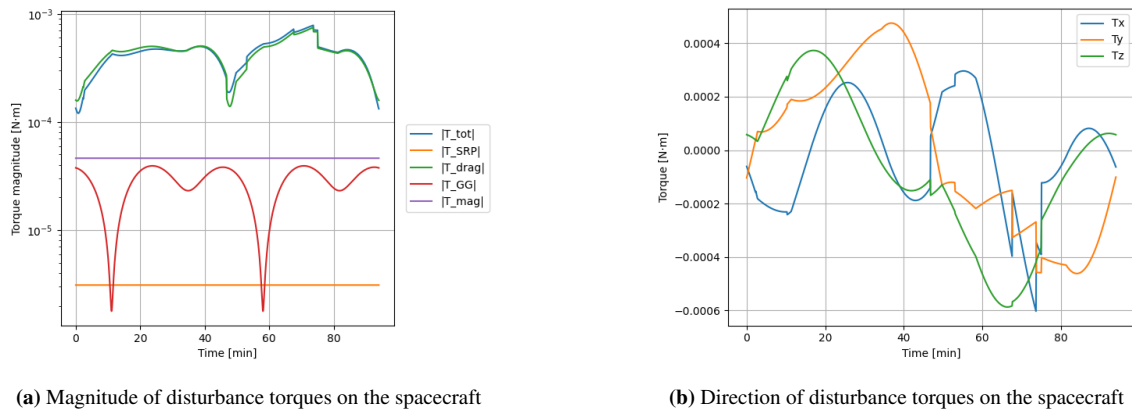 10⁻³
10⁻⁴
10⁻⁵
Torque magnitude [N·m]
0 20 40 60 80
Time [min]
|T_tot|
|T_SRP|
|T_drag|
|T_GG|
|T_mag|
(a) Magnitude of disturbance torques on the spacecraft
0.0004
0.0002
0.0000
−0.0002
−0.0004
−0.0006
Torque [N·m]
0 20 40 60 80
Time [min]
Tx
Ty
Tz
(b) Direction of disturbance torques on the spacecraft